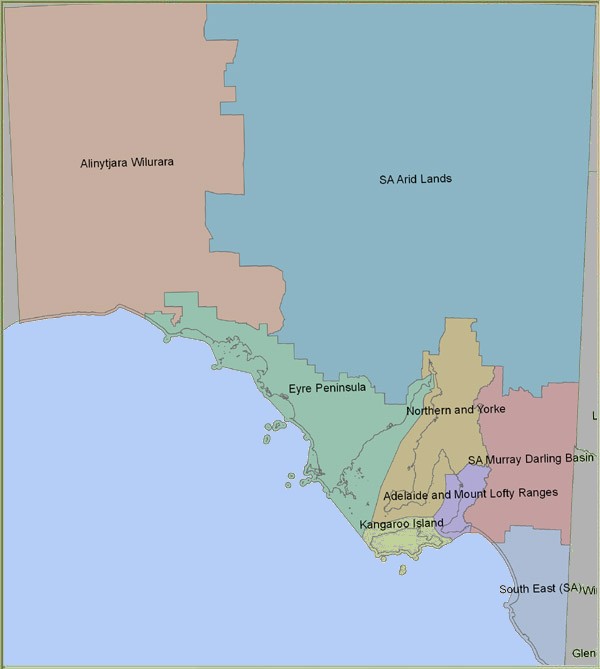 Alinytjara Wilurara
SA Arid Lands
Eyre Peninsula
Northern and Yorke
L
SA Murray Darling Basin
Adelaide and Mount Lofty Ranges
Kangaroo Island
South East (SA)
Wi
Glen